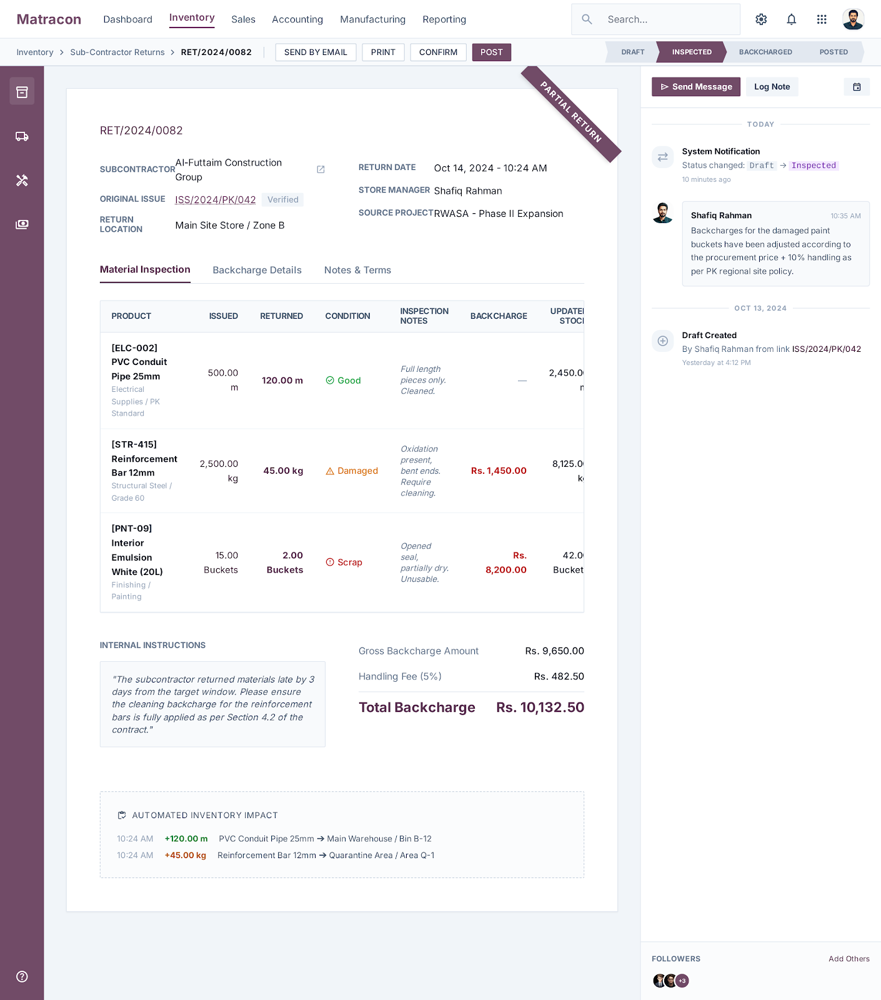 Matracon
Dashboard
Inventory
Sales
Accounting
Manufacturing
Reporting
Search...
Inventory > Sub-Contractor Returns > RET/2024/0082
SEND BY EMAIL
PRINT
CONFIRM
POST
DRAFT
INSPECTED
BACKCHARGED
POSTED
PARTIAL RETURN
RET/2024/0082
SUBCONTRACTOR
Al-Futtaim Construction
Group
ORIGINAL ISSUE
ISS/2024/PK/042
Verified
RETURN
LOCATION
Main Site Store / Zone B
RETURN DATE
Oct 14, 2024 - 10:24 AM
STORE MANAGER
Shafiq Rahman
SOURCE PROJECT
RWASA - Phase II Expansion
Material Inspection
Backcharge Details
Notes & Terms
PRODUCT
ISSUED
RETURNED
CONDITION
INSPECTION
NOTES
BACKCHARGE
UPDATE
STOC
[ELC-002]
PVC Conduit
Pipe 25mm
Electrical
Supplies / PK
Standard
500.00
m
120.00 m
Good
Full length
pieces only.
Cleaned.
—
2,450.0
[STR-415]
Reinforcement
Bar 12mm
Structural Steel /
Grade 60
2,500.00
kg
45.00 kg
Damaged
Oxidation
present,
bent ends.
Require
cleaning.
Rs. 1,450.00
8,125.0
k
[PNT-09]
Interior
Emulsion
White (20L)
Finishing /
Painting
15.00
Buckets
2.00
Buckets
Scrap
Opened
seal,
partially dry.
Unusable.
Rs.
8,200.00
42.0
Bucket
INTERNAL INSTRUCTIONS
"The subcontractor returned materials late by 3
days from the target window. Please ensure
the cleaning backcharge for the reinforcement
bars is fully applied as per Section 4.2 of the
contract."
Gross Backcharge Amount
Rs. 9,650.00
Handling Fee (5%)
Rs. 482.50
Total Backcharge
Rs. 10,132.50
AUTOMATED INVENTORY IMPACT
10:24 AM +120.00 m PVC Conduit Pipe 25mm → Main Warehouse / Bin B-12
10:24 AM +45.00 kg Reinforcement Bar 12mm → Quarantine Area / Area Q-1
Send Message
Log Note
TODAY
System Notification
Status changed: Draft → Inspected
10 minutes ago
Shafiq Rahman
10:35 AM
Backcharges for the damaged paint
buckets have been adjusted according to
the procurement price + 10% handling as
per PK regional site policy.
OCT 13, 2024
Draft Created
By Shafiq Rahman from link ISS/2024/PK/042
Yesterday at 4:12 PM
FOLLOWERS
Add Others
+3